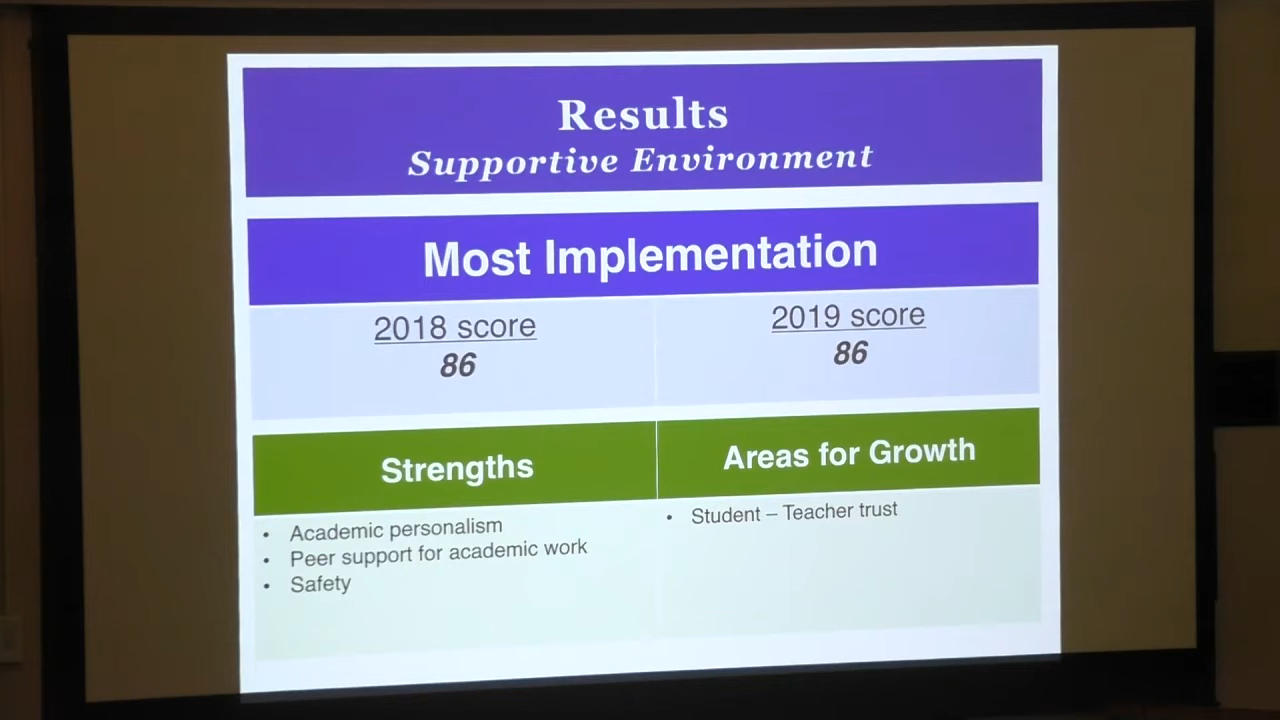 Results
Supportive Environment
Most Implementation
2018 score
86
2019 score
86
Strengths
Areas for Growth
• Academic personalism
• Peer support for academic work
• Safety
• Student – Teacher trust